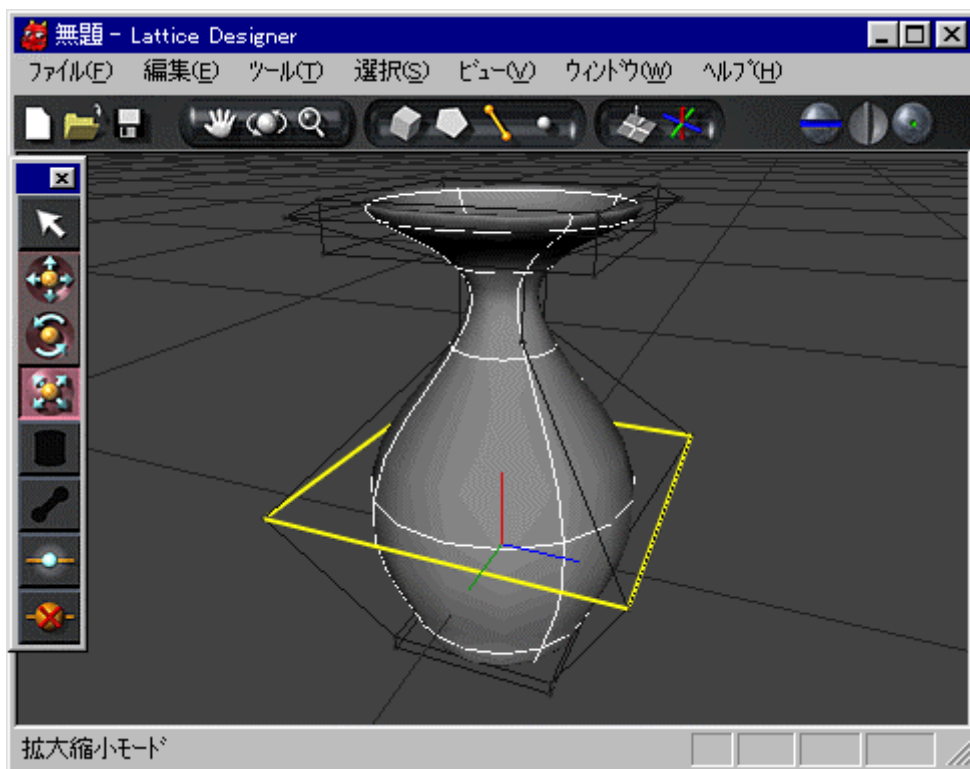 無題 - Lattice Designer
ﾌｧｲﾙ(F) 編集(E) ﾂｰﾙ(T) 選択(S) ﾋﾞｭｰ(V) ｳｨﾝﾄﾞｳ(W) ﾍﾙﾌﾟ(H)
拡大縮小ﾓｰﾄﾞ